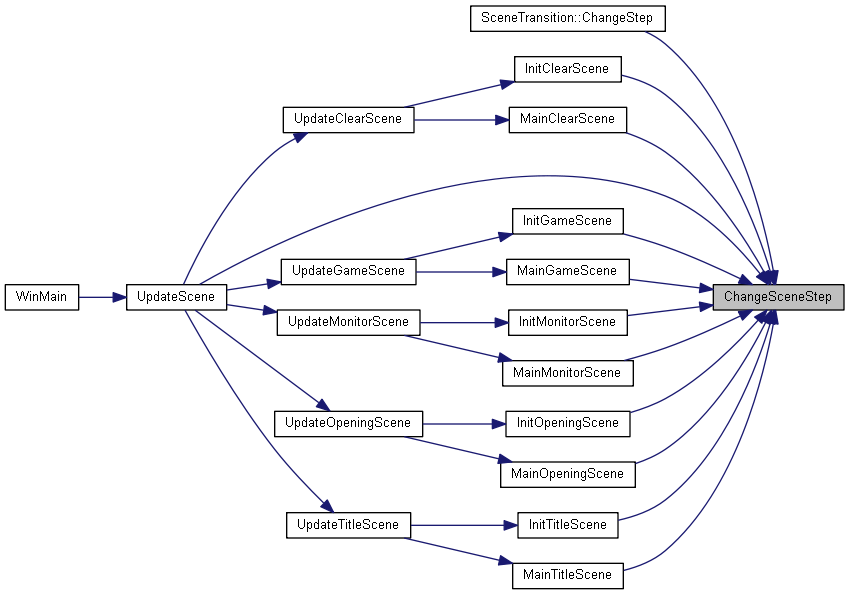 SceneTransition::ChangeStep
InitClearScene
UpdateClearScene
MainClearScene
InitGameScene
UpdateGameScene
MainGameScene
WinMain
UpdateScene
ChangeSceneStep
UpdateMonitorScene
InitMonitorScene
MainMonitorScene
UpdateOpeningScene
InitOpeningScene
MainOpeningScene
UpdateTitleScene
InitTitleScene
MainTitleScene